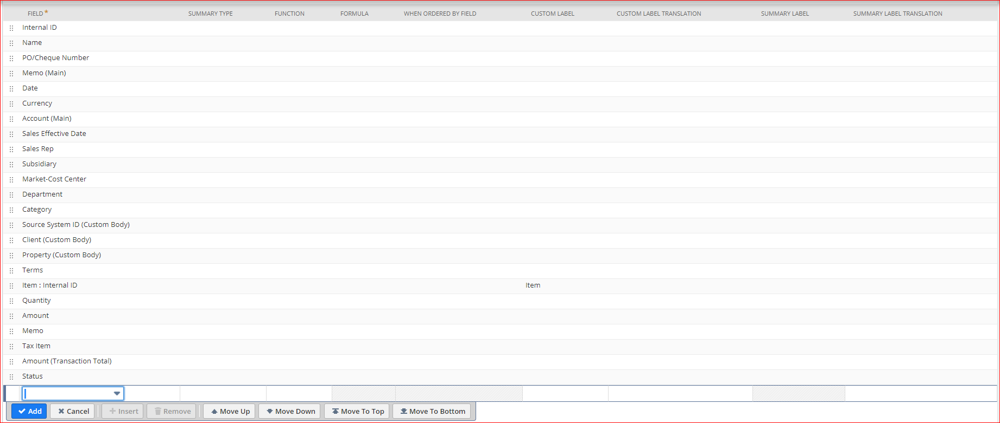 FIELD * SUMMARY TYPE FUNCTION FORMULA WHEN ORDERED BY FIELD CUSTOM LABEL CUSTOM LABEL TRANSLATION SUMMARY LABEL SUMMARY LABEL TRANSLATION
Internal ID
Name
PO/Cheque Number
Memo (Main)
Date
Currency
Account (Main)
Sales Effective Date
Sales Rep
Subsidiary
Market-Cost Center
Department
Category
Source System ID (Custom Body)
Client (Custom Body)
Property (Custom Body)
Terms
Item : Internal ID Item
Quantity
Amount
Memo
Tax Item
Amount (Transaction Total)
Status
Add Cancel Insert Remove Move Up Move Down Move To Top Move To Bottom